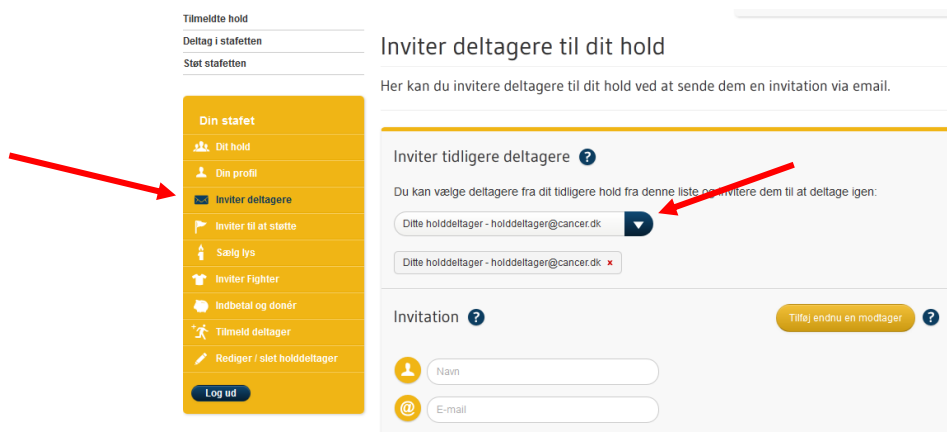 Tilmeldte hold
Deltag i stafetten
Støt stafetten
Din stafet
Dit hold
Din profil
Inviter deltagere
Inviter til at støtte
Sælg lys
Inviter Fighter
Indbetal og donér
Tilmeld deltager
Rediger / slet holddeltager
Log ud
Inviter deltagere til dit hold
Her kan du invitere deltagere til dit hold ved at sende dem en invitation via email.
Inviter tidligere deltagere ?
Du kan vælge deltagere fra dit tidligere hold fra denne liste og invitere dem til at deltage igen:
Ditte holddeltager - holddeltager@cancer.dk
Ditte holddeltager - holddeltager@cancer.dk x
Invitation ?
Tilføj endnu en modtager ?
Navn
@ E-mail